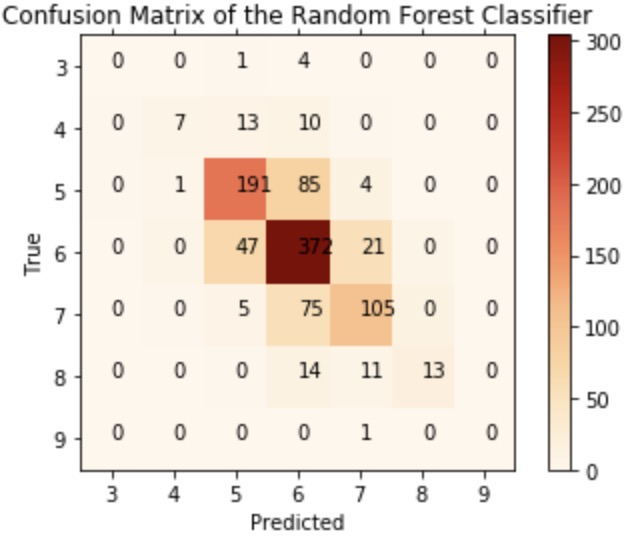 Confusion Matrix of the Random Forest Classifier
3 0 0 1 4 0 0 0
4 0 7 13 10 0 0 0
5 0 1 191 85 4 0 0
6 0 0 47 372 21 0 0
7 0 0 5 75 105 0 0
8 0 0 0 14 11 13 0
9 0 0 0 0 1 0 0
3 4 5 6 7 8 9
Predicted
True
300
250
200
150
100
50
0